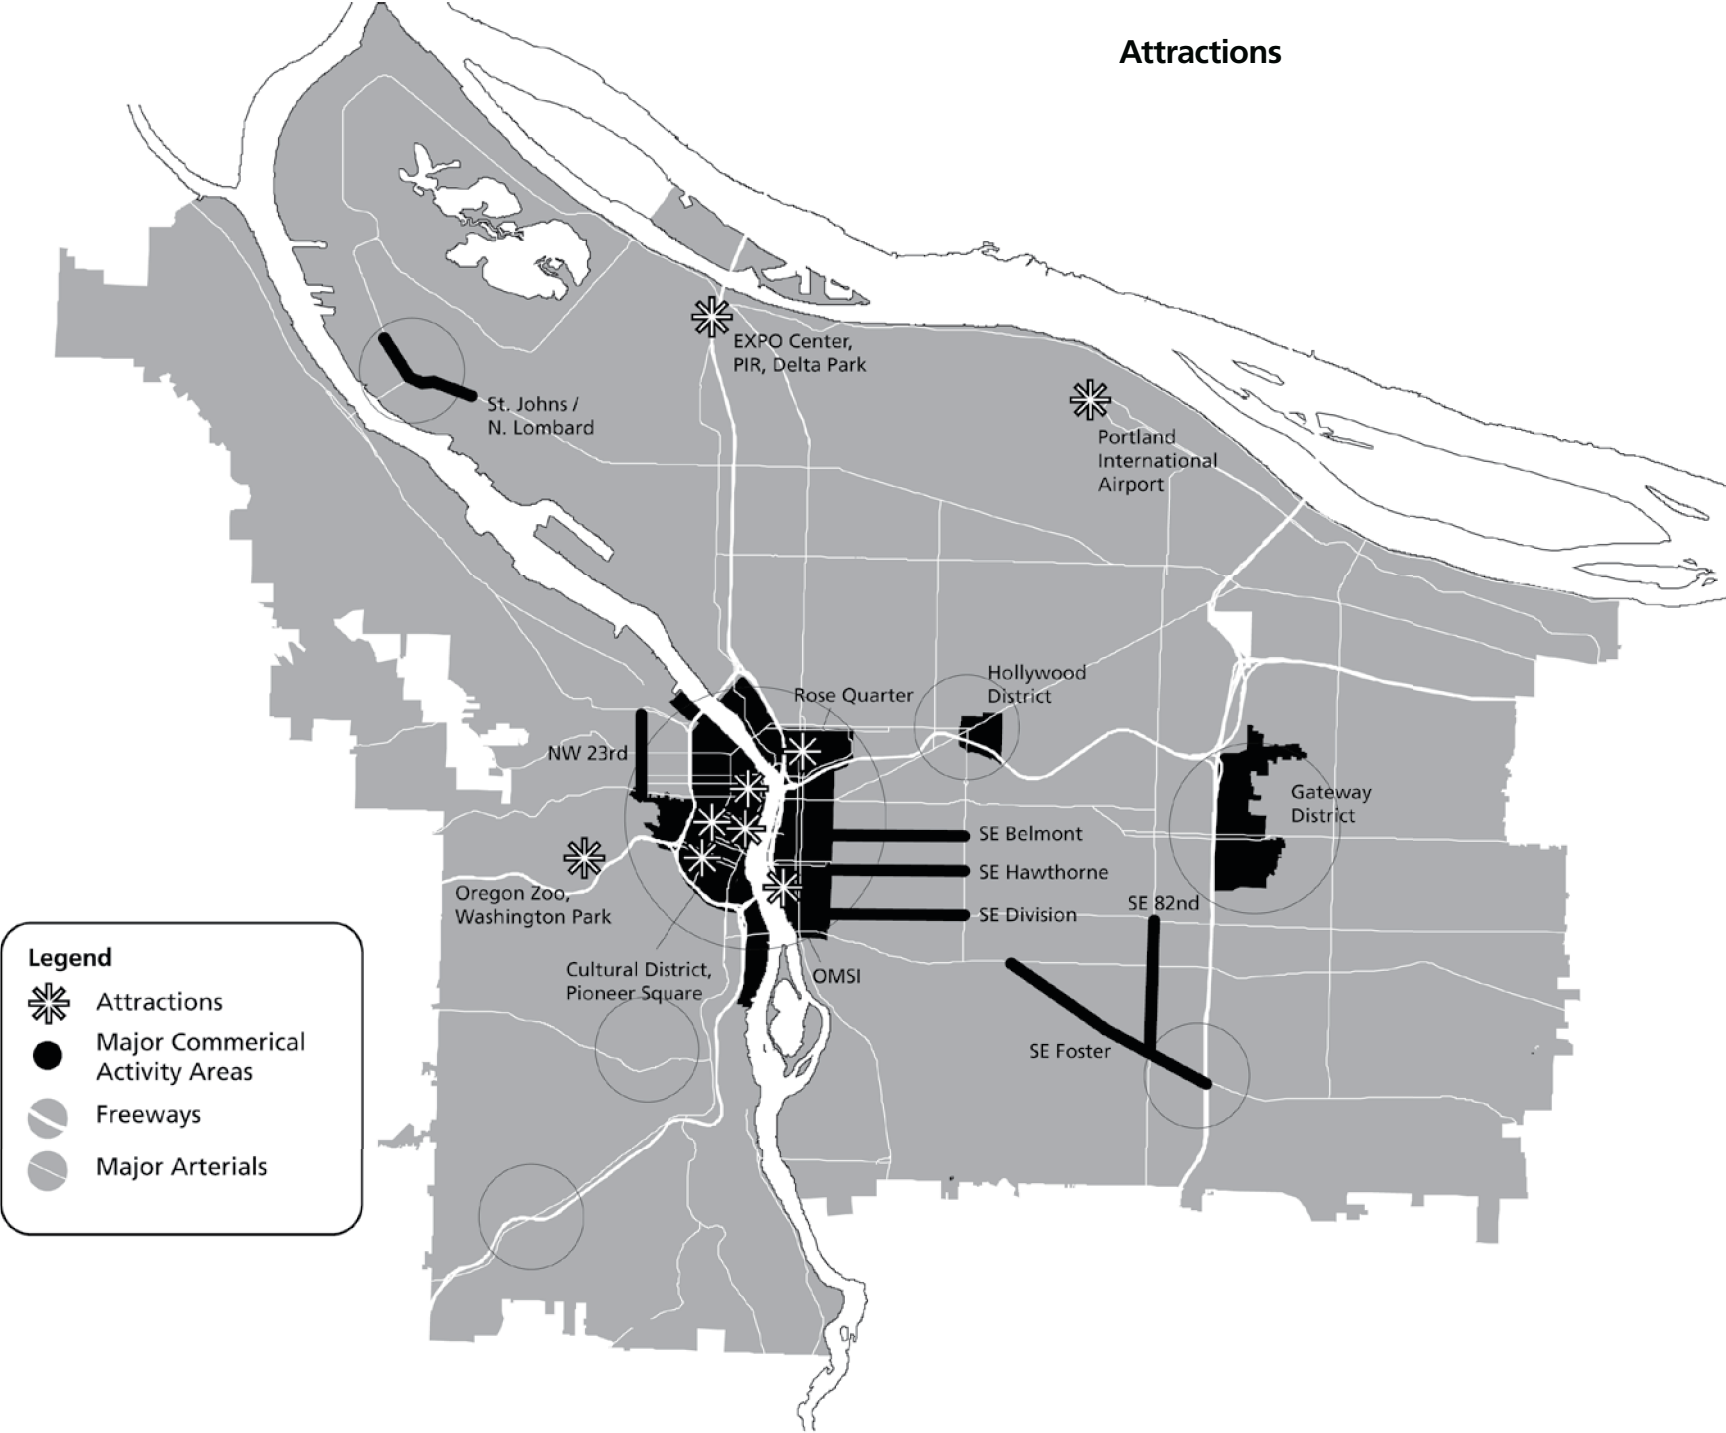 Attractions
EXPO Center,
PIR, Delta Park
St. Johns /
N. Lombard
Portland
International
Airport
Hollywood
District
Rose Quarter
NW 23rd
Gateway
District
SE Belmont
SE Hawthorne
SE Division
SE 82nd
Oregon Zoo,
Washington Park
Cultural District,
Pioneer Square
OMSI
SE Foster
Legend
Attractions
Major Commerical
Activity Areas
Freeways
Major Arterials